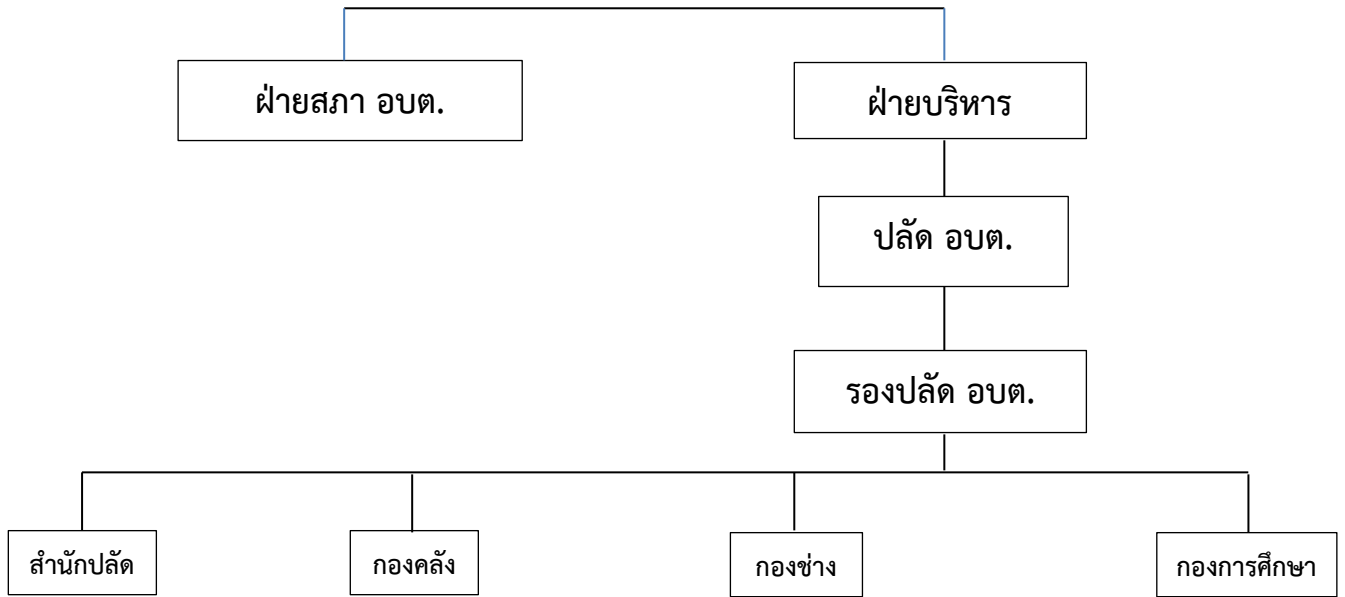 ฝ่ายสภา อบต.
ฝ่ายบริหาร
ปลัด อบต.
รองปลัด อบต.
สำนักปลัด
กองคลัง
กองช่าง
กองการศึกษา